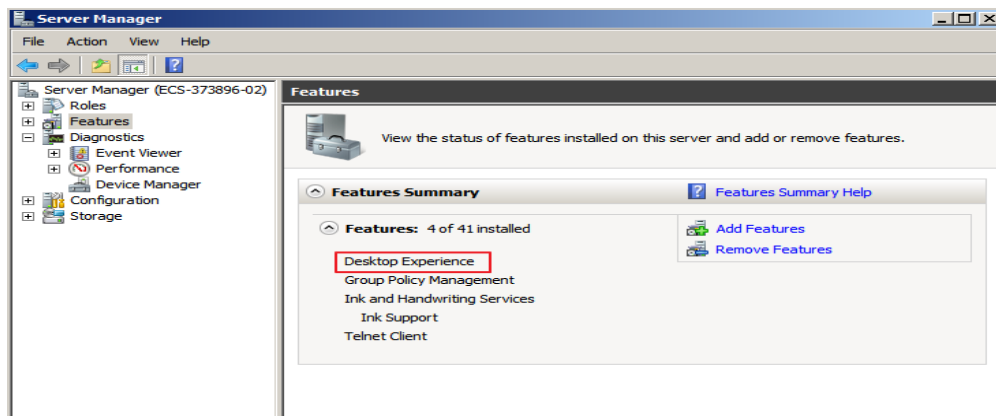 Server Manager
File Action View Help
Server Manager (ECS-373896-02)
Roles
Features
Diagnostics
Event Viewer
Performance
Device Manager
Configuration
Storage
Features
View the status of features installed on this server and add or remove features.
Features Summary
Features Summary Help
Features: 4 of 41 installed
Desktop Experience
Group Policy Management
Ink and Handwriting Services
Ink Support
Telnet Client
Add Features
Remove Features